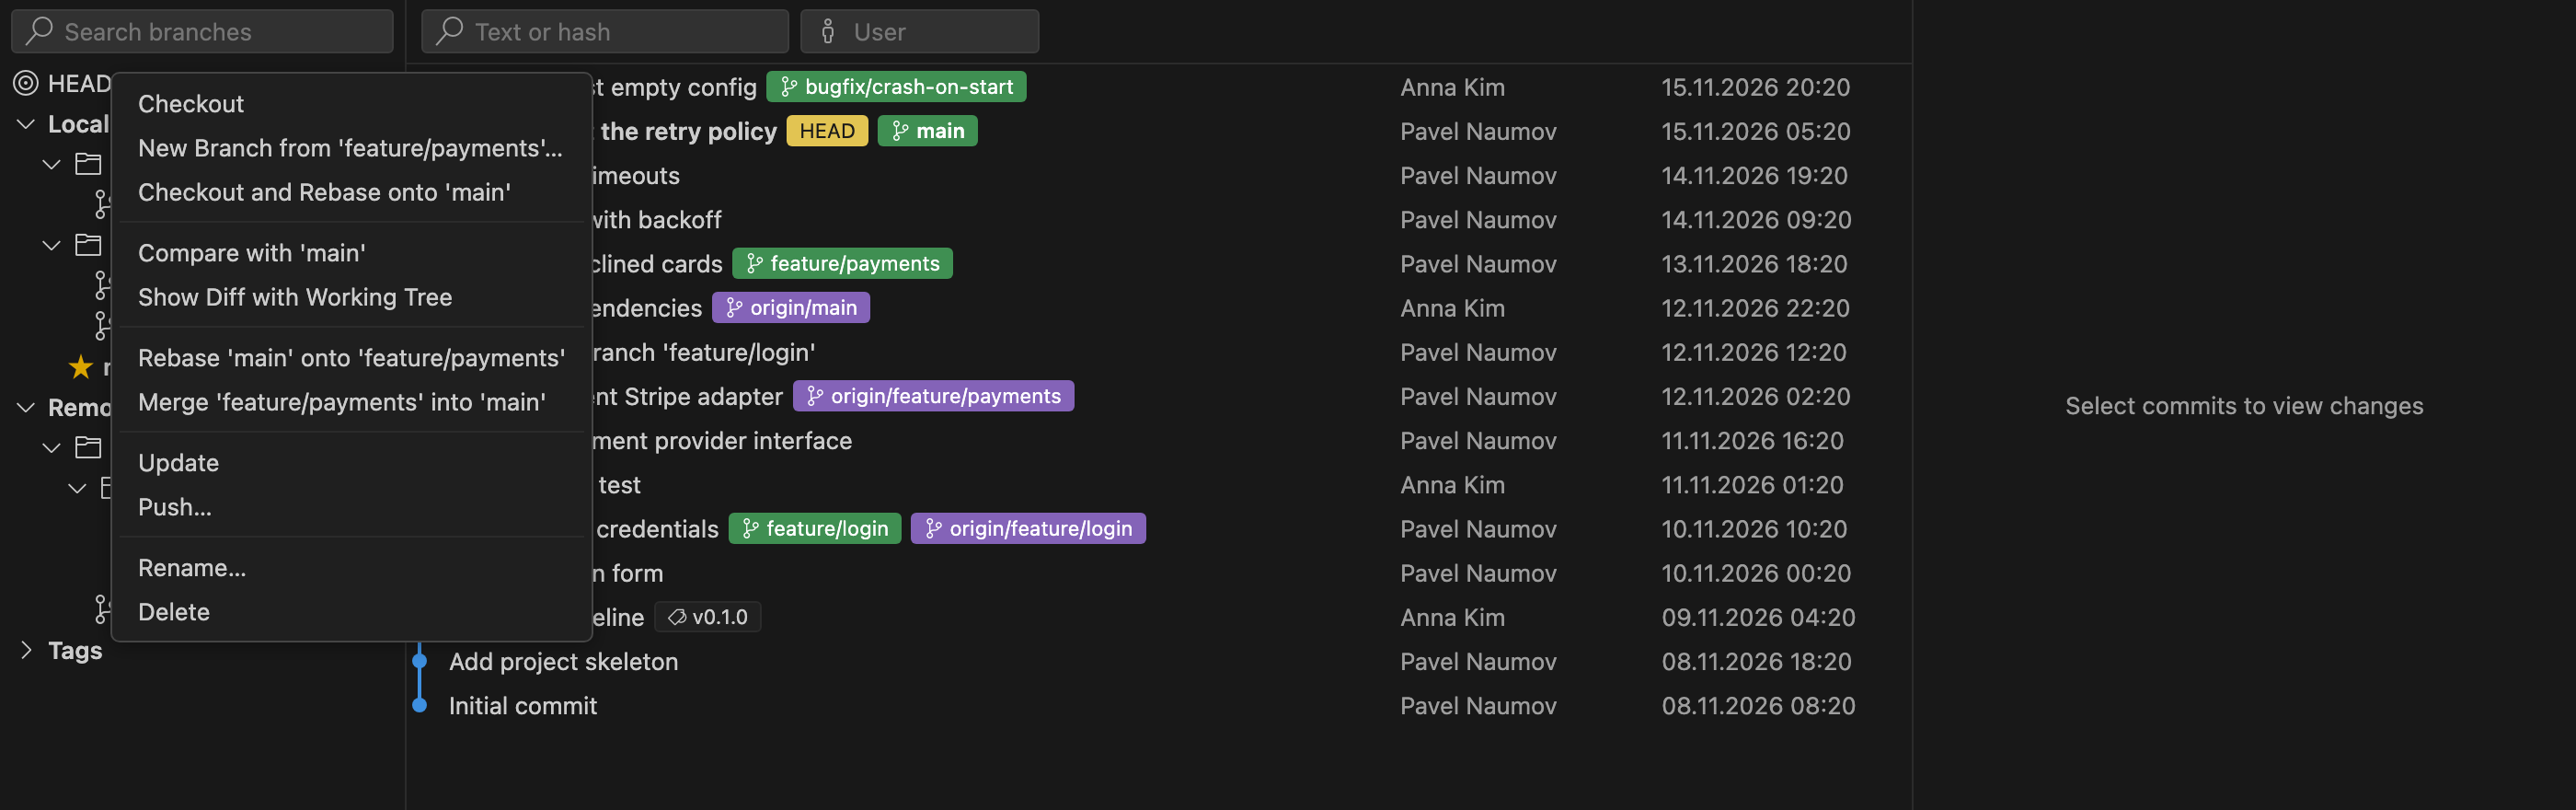 Search branches
Text or hash
User
HEAD
Local
Remo
Tags
Checkout
New Branch from 'feature/payments'...
Checkout and Rebase onto 'main'
Compare with 'main'
Show Diff with Working Tree
Rebase 'main' onto 'feature/payments'
Merge 'feature/payments' into 'main'
Update
Push...
Rename...
Delete
st empty config bugfix/crash-on-start Anna Kim 15.11.2026 20:20
the retry policy HEAD main Pavel Naumov 15.11.2026 05:20
imeouts Pavel Naumov 14.11.2026 19:20
with backoff Pavel Naumov 14.11.2026 09:20
clined cards feature/payments Pavel Naumov 13.11.2026 18:20
endencies origin/main Anna Kim 12.11.2026 22:20
ranch 'feature/login' Pavel Naumov 12.11.2026 12:20
nt Stripe adapter origin/feature/payments Pavel Naumov 12.11.2026 02:20
ment provider interface Pavel Naumov 11.11.2026 16:20
test Anna Kim 11.11.2026 01:20
credentials feature/login origin/feature/login Pavel Naumov 10.11.2026 10:20
n form Pavel Naumov 10.11.2026 00:20
eline v0.1.0 Anna Kim 09.11.2026 04:20
Add project skeleton Pavel Naumov 08.11.2026 18:20
Initial commit Pavel Naumov 08.11.2026 08:20
Select commits to view changes